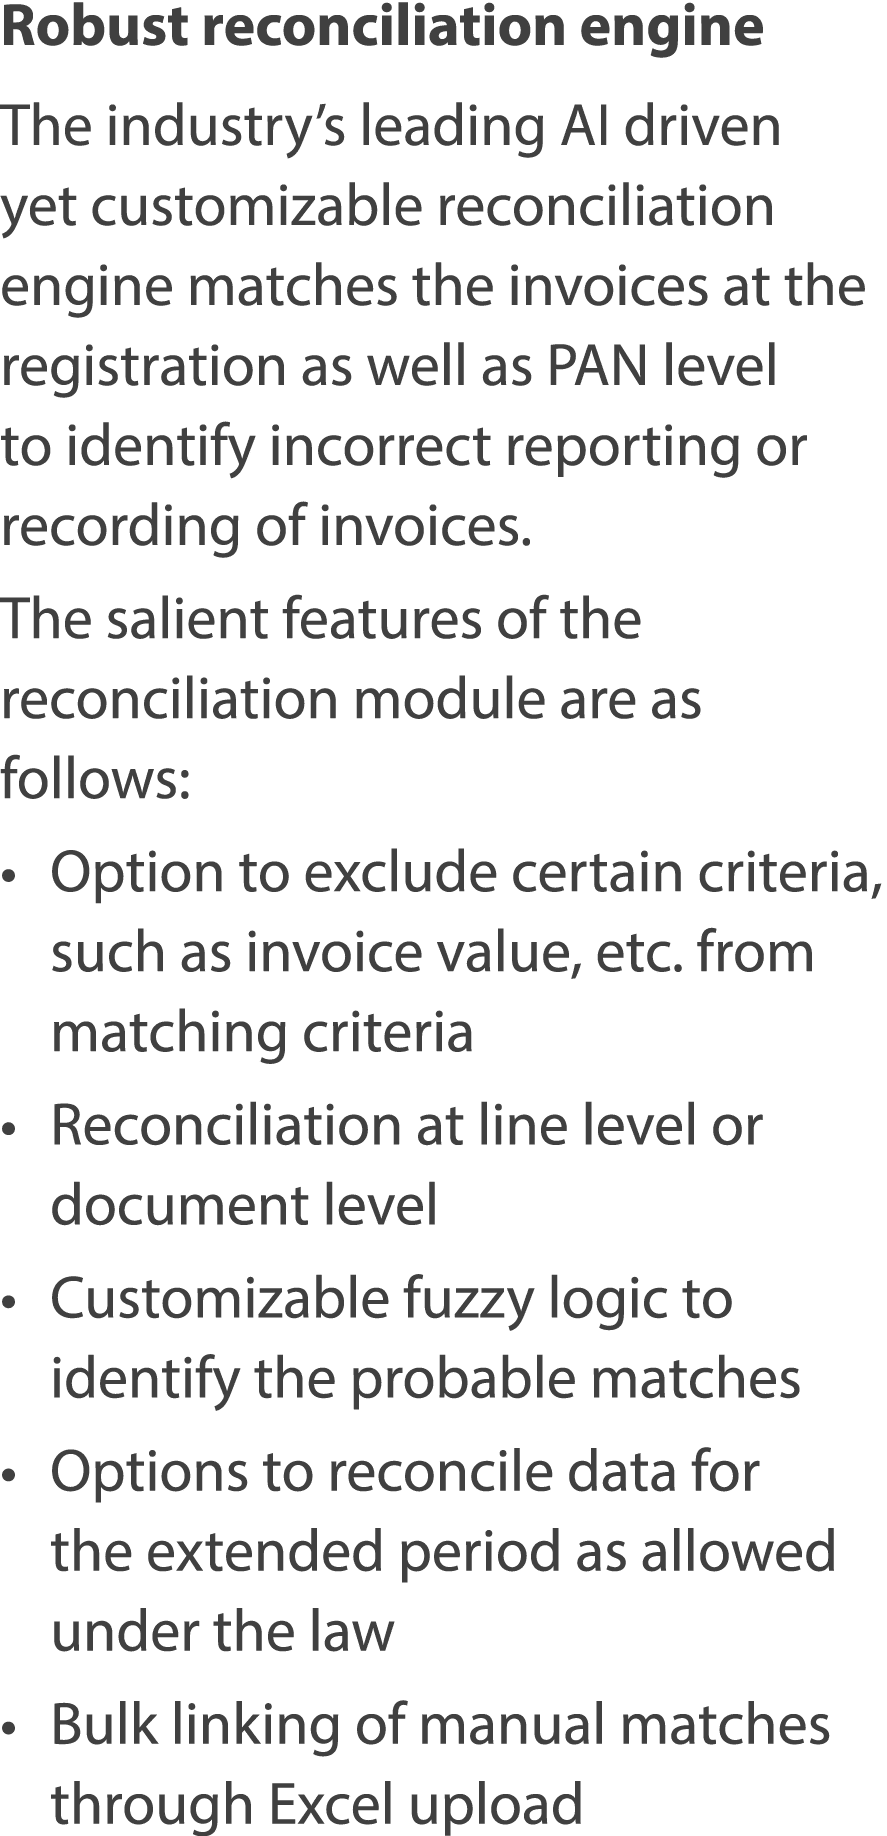 Robust reconciliation engine
The industry’s leading AI driven
yet customizable reconciliation
engine matches the invoices at the
registration as well as PAN level
to identify incorrect reporting or
recording of invoices.
The salient features of the
reconciliation module are as
follows:
• Option to exclude certain criteria,
such as invoice value, etc. from
matching criteria
• Reconciliation at line level or
document level
• Customizable fuzzy logic to
identify the probable matches
• Options to reconcile data for
the extended period as allowed
under the law
• Bulk linking of manual matches
through Excel upload